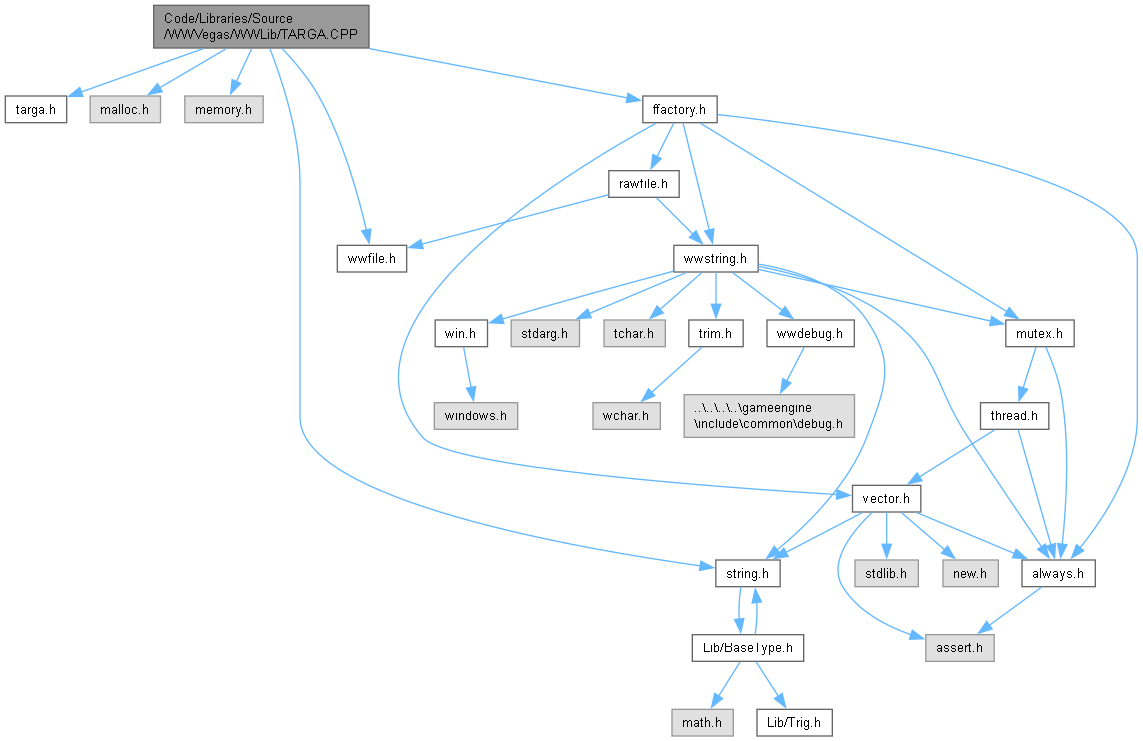 Code/Libraries/Source
/WWVegas/WWLib/TARGA.CPP
targa.h
malloc.h
memory.h
ffactory.h
rawfile.h
wwfile.h
wwstring.h
win.h
stdarg.h
tchar.h
trim.h
wwdebug.h
mutex.h
windows.h
wchar.h
..\..\..\..\gameengine
\include\common\debug.h
thread.h
vector.h
string.h
stdlib.h
new.h
always.h
Lib/BaseType.h
assert.h
math.h
Lib/Trig.h